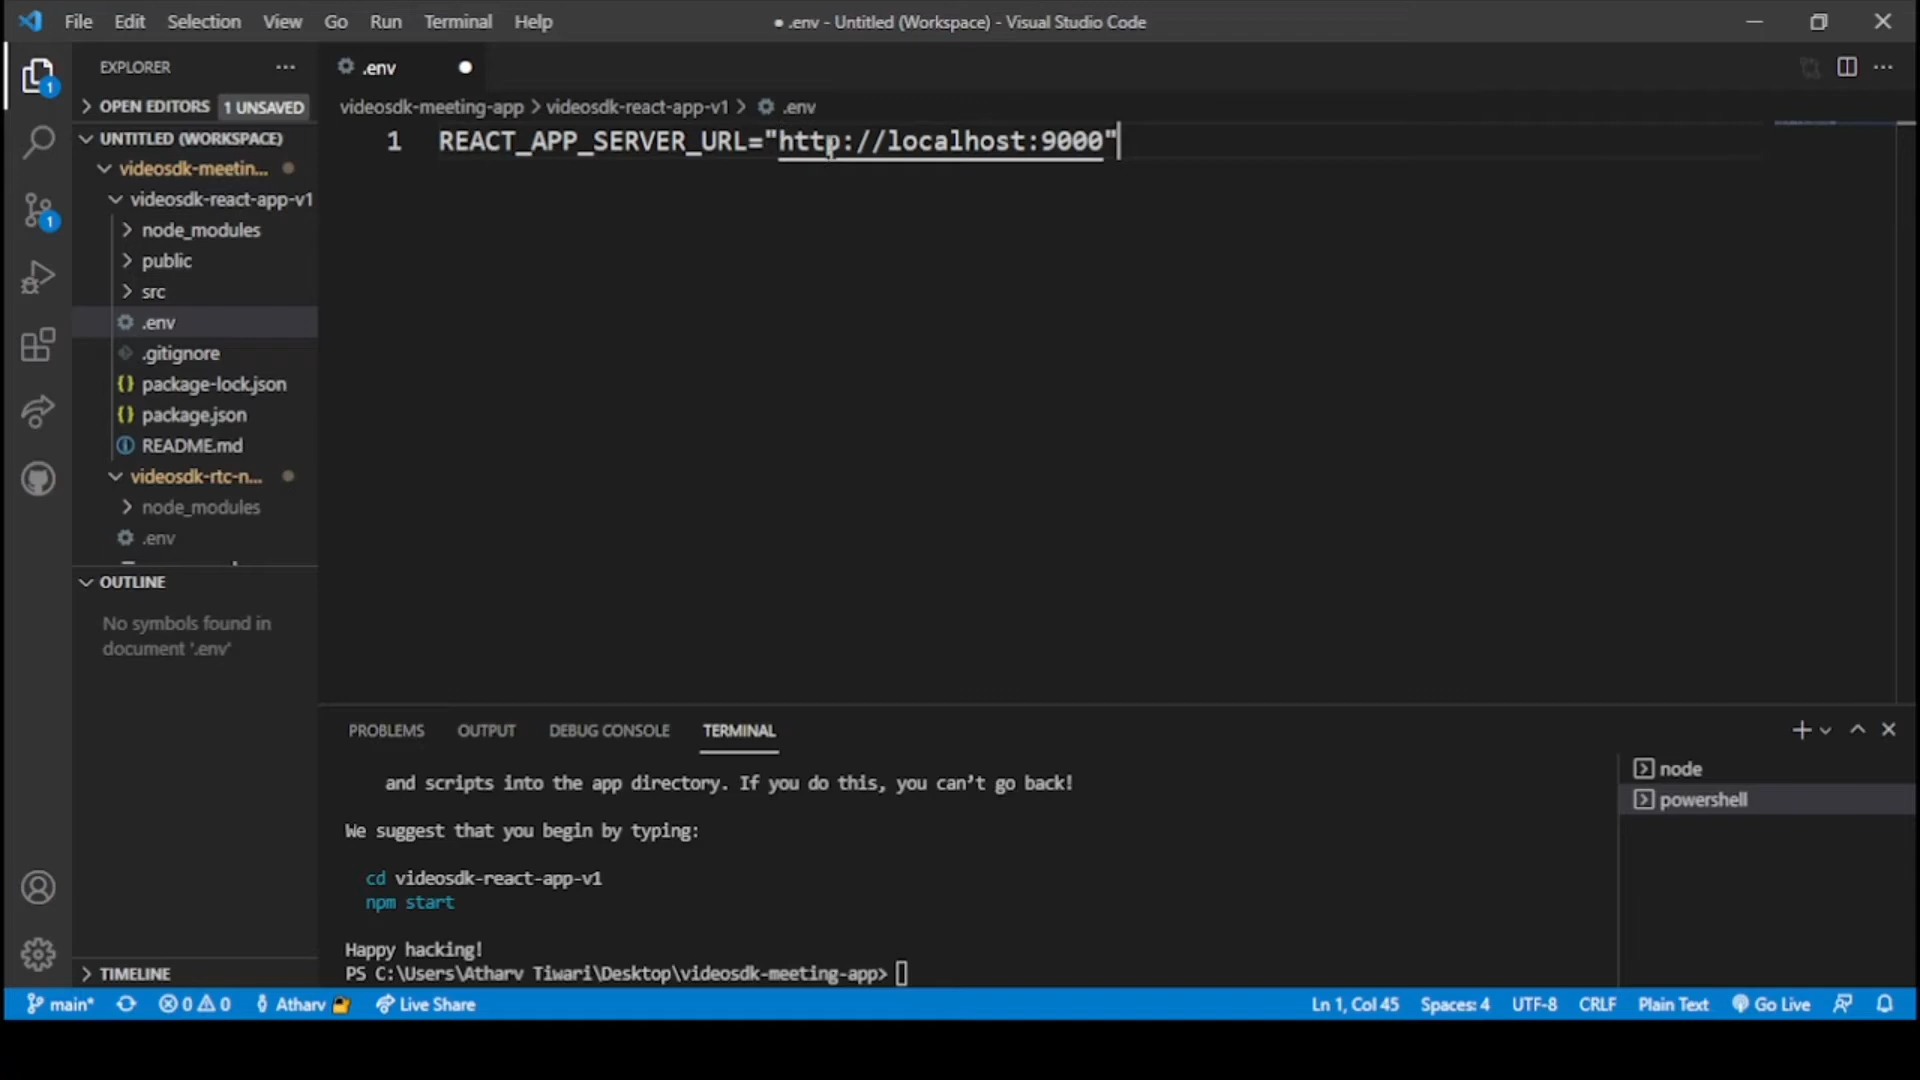 File Edit Selection View Go Run Terminal Help
● .env - Untitled (Workspace) - Visual Studio Code
EXPLORER
OPEN EDITORS 1 UNSAVED
UNTITLED (WORKSPACE)
videosdk-meetin...
videosdk-react-app-v1
node_modules
public
src
.env
.gitignore
package-lock.json
package.json
README.md
videosdk-rtc-n...
node_modules
.env
OUTLINE
No symbols found in
document '.env'
TIMELINE
1
1
.env
videosdk-meeting-app > videosdk-react-app-v1 > .env
1 REACT_APP_SERVER_URL="http://localhost:9000"
PROBLEMS OUTPUT DEBUG CONSOLE TERMINAL
and scripts into the app directory. If you do this, you can’t go back!
We suggest that you begin by typing:
cd videosdk-react-app-v1
npm start
Happy hacking!
PS C:\Users\Atharv Tiwari\Desktop\videosdk-meeting-app>
node
powershell
main* 0 0 Atharv Live Share Ln 1, Col 45 Spaces: 4 UTF-8 CRLF Plain Text Go Live